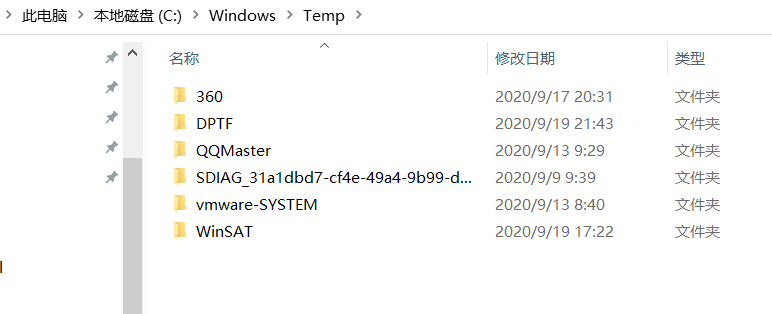 此电脑 > 本地磁盘 (C:) > Windows > Temp >
名称 修改日期 类型
360 2020/9/17 20:31 文件夹
DPTF 2020/9/19 21:43 文件夹
QQMaster 2020/9/13 9:29 文件夹
SDIAG_31a1dbd7-cf4e-49a4-9b99-d... 2020/9/9 9:39 文件夹
vmware-SYSTEM 2020/9/13 8:40 文件夹
WinSAT 2020/9/19 17:22 文件夹